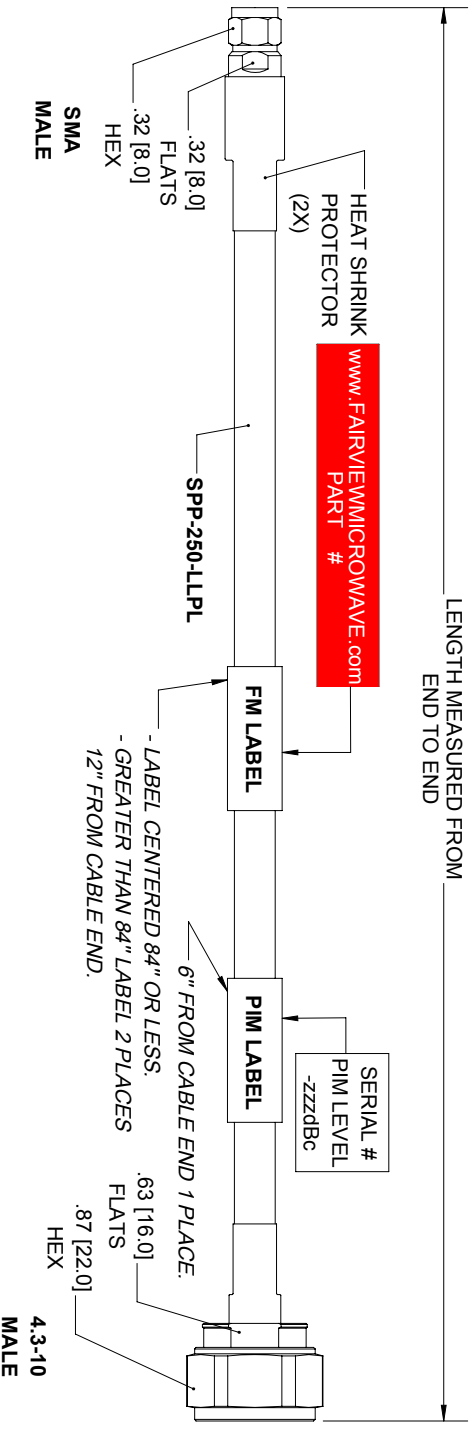 LENGTH MEASURED FROM
END TO END
HEAT SHRINK
PROTECTOR
(2X)
www.FAIRVIEWMICROWAVE.com
PART #
SERIAL #
PIM LEVEL
-zzzdBc
FM LABEL
PIM LABEL
.32 [8.0]
FLATS
.32 [8.0]
HEX
SMA
MALE
SPP-250-LLPL
6" FROM CABLE END 1 PLACE.
- LABEL CENTERED 84" OR LESS.
- GREATER THAN 84" LABEL 2 PLACES
12" FROM CABLE END.
.63 [16.0]
FLATS
.87 [22.0]
HEX
4.3-10
MALE